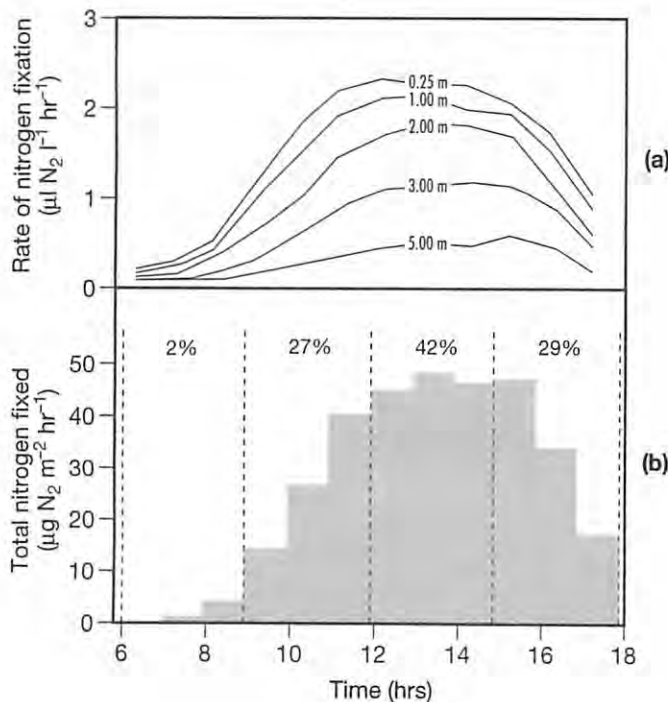 Rate of nitrogen fixation
(µl N₂ l⁻¹ hr⁻¹)
3
2
1
0
0.25 m
1.00 m
2.00 m
3.00 m
5.00 m
(a)
Total nitrogen fixed
(µg N₂ m⁻² hr⁻¹)
50
40
30
20
10
0
2% 27% 42% 29%
(b)
6 8 10 12 14 16 18
Time (hrs)